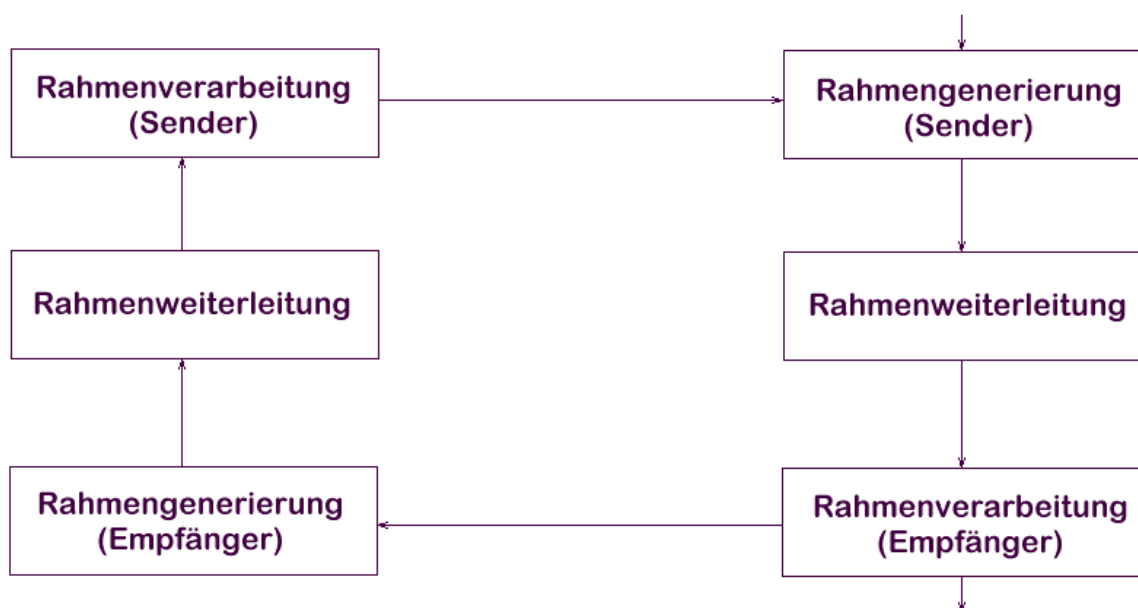 Rahmenverarbeitung
(Sender)
Rahmengenerierung
(Sender)
Rahmenweiterleitung
Rahmenweiterleitung
Rahmengenerierung
(Empfänger)
Rahmenverarbeitung
(Empfänger)